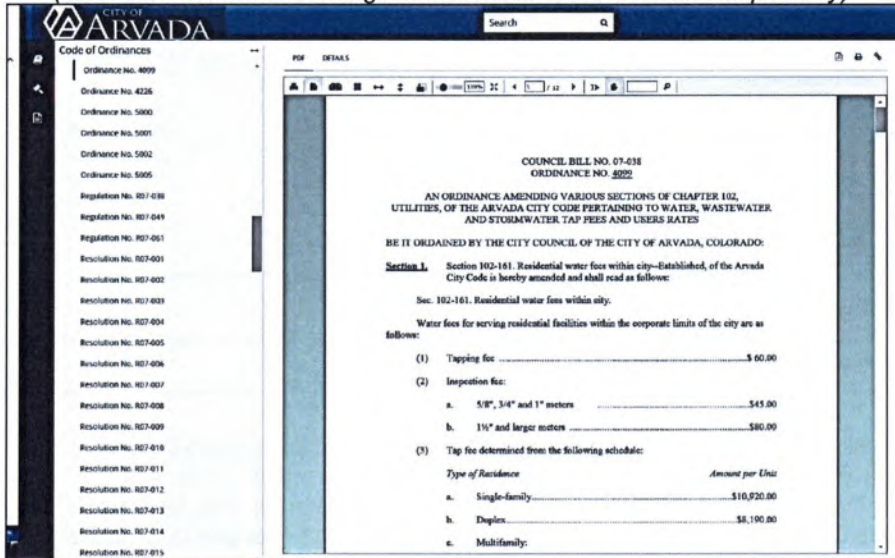 CITY OF
ARVADA
Search
Code of Ordinances
Ordinance No. 4099
Ordinance No. 4226
Ordinance No. 5000
Ordinance No. 5001
Ordinance No. 5002
Ordinance No. 5005
Regulation No. R07-038
Regulation No. R07-049
Regulation No. R07-061
Resolution No. R07-001
Resolution No. R07-002
Resolution No. R07-003
Resolution No. R07-004
Resolution No. R07-005
Resolution No. R07-006
Resolution No. R07-007
Resolution No. R07-008
Resolution No. R07-009
Resolution No. R07-010
Resolution No. R07-011
Resolution No. R07-012
Resolution No. R07-013
Resolution No. R07-014
Resolution No. R07-015
PDF DETAILS
/ 12
COUNCIL BILL NO. 07-038
ORDINANCE NO. 4099
AN ORDINANCE AMENDING VARIOUS SECTIONS OF CHAPTER 102,
UTILITIES, OF THE ARVADA CITY CODE PERTAINING TO WATER, WASTEWATER
AND STORMWATER TAP FEES AND USERS RATES
BE IT ORDAINED BY THE CITY COUNCIL OF THE CITY OF ARVADA, COLORADO:
Section 1. Section 102-161. Residential water fees within city--Established, of the Arvada
City Code is hereby amended and shall read as follows:
Sec. 102-161. Residential water fees within city.
Water fees for serving residential facilities within the corporate limits of the city are as
follows:
(1) Tapping fee ........ $ 60.00
(2) Inspection fee:
a. 5/8", 3/4" and 1" meters ........ $45.00
b. 1½" and larger meters ........ $80.00
(3) Tap fee determined from the following schedule:
Type of Residence Amount per Unit
a. Single-family ........ $10,920.00
b. Duplex ........ $8,190.00
c. Multifamily: